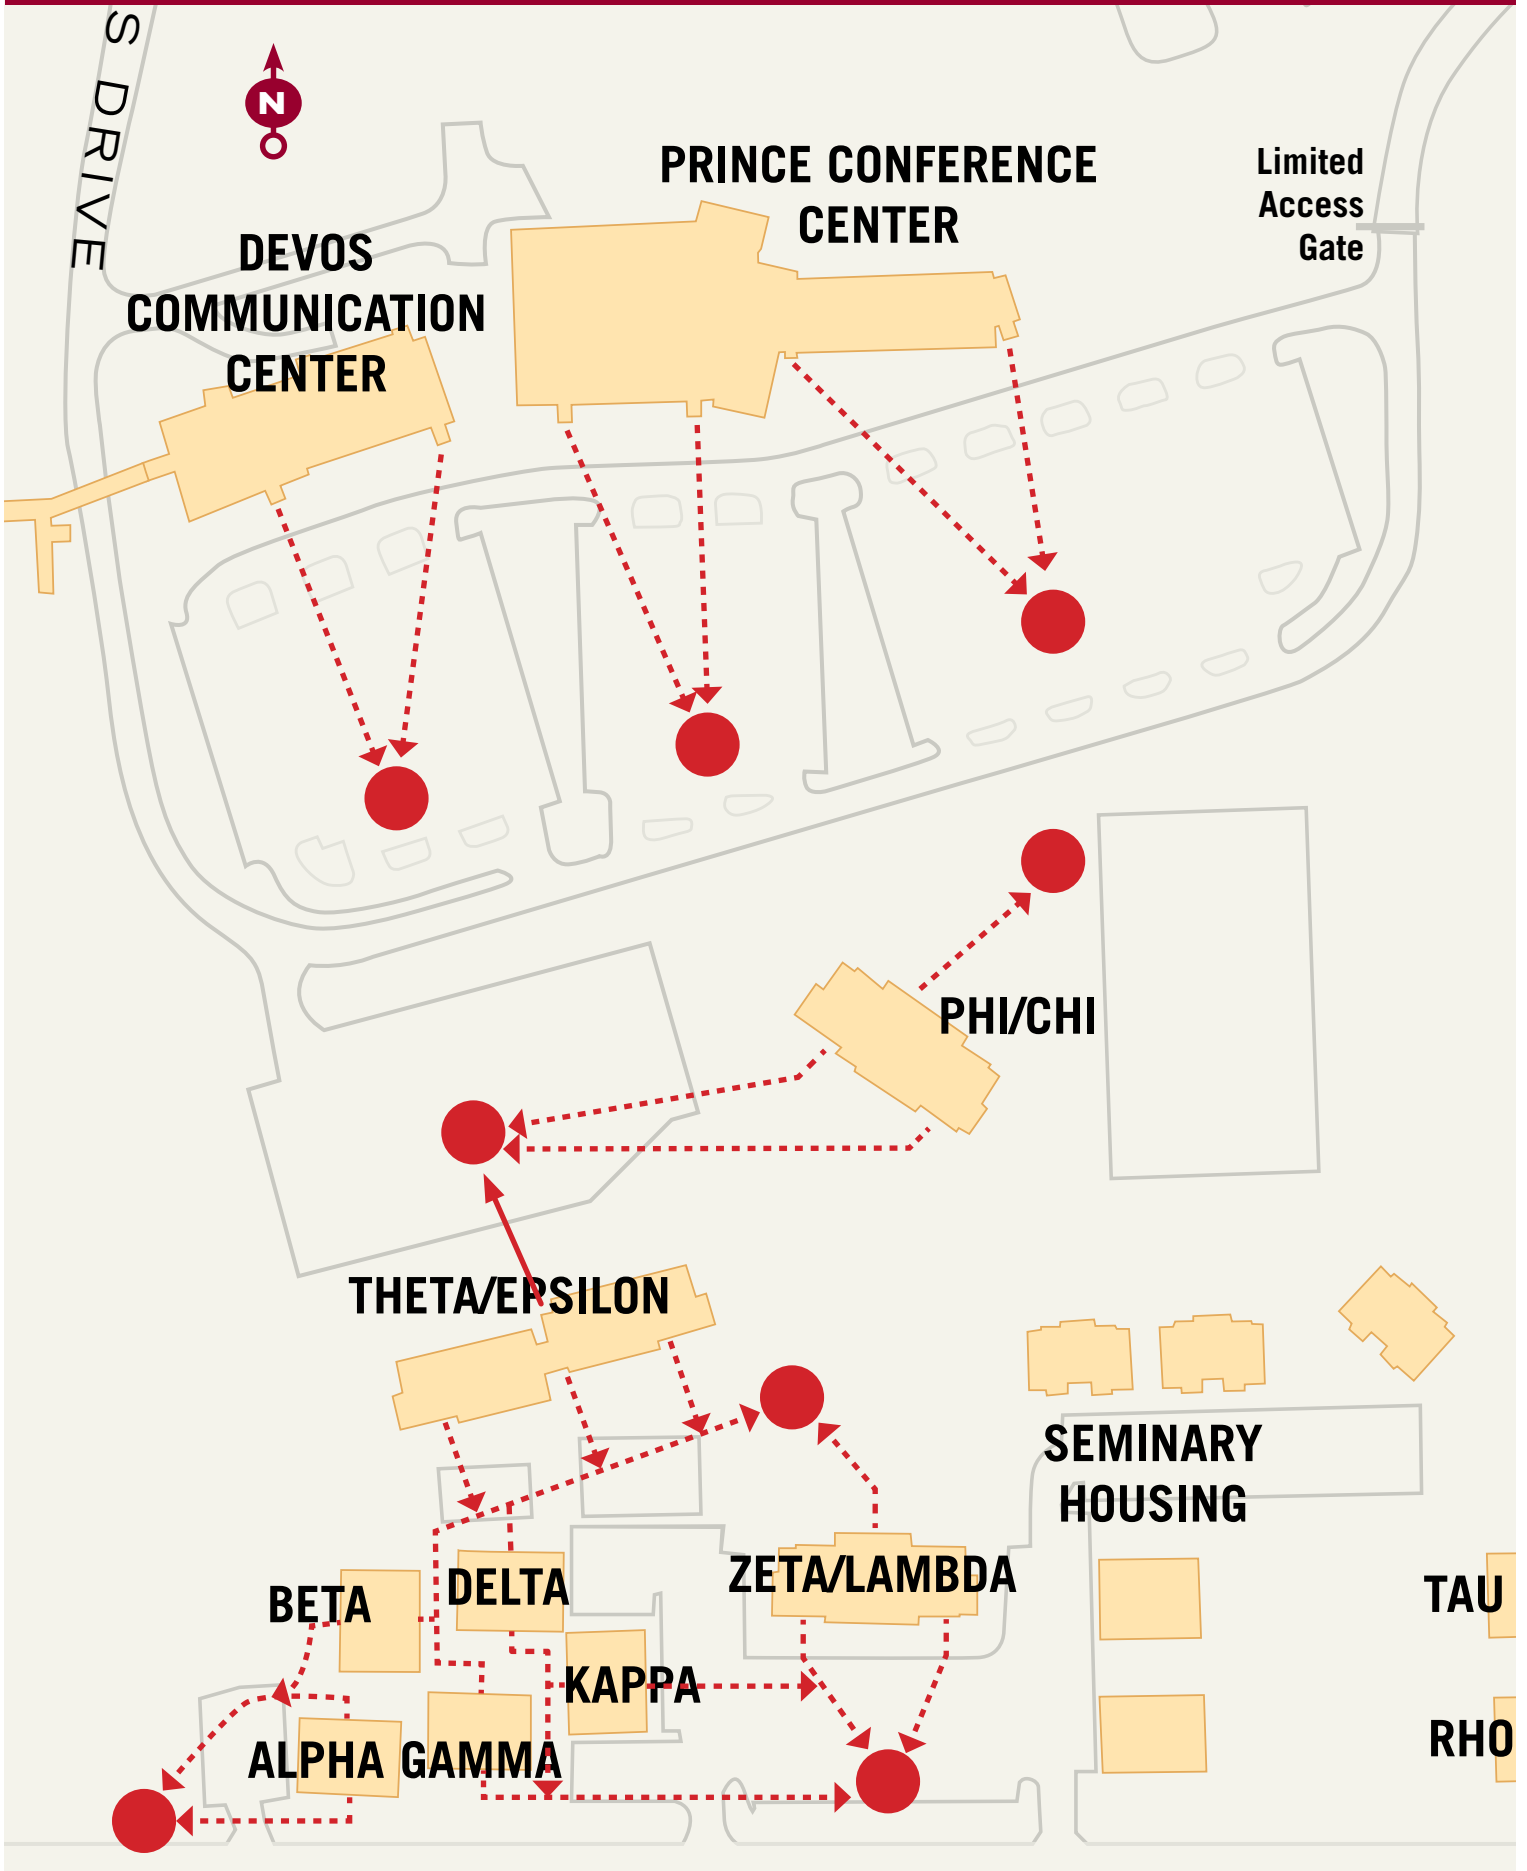 S DRIVE
N
PRINCE CONFERENCE
CENTER
Limited
Access
Gate
DEVOS
COMMUNICATION
CENTER
PHI/CHI
THETA/EPSILON
SEMINARY
HOUSING
BETA
DELTA
ZETA/LAMBDA
TAU
KAPPA
ALPHA
GAMMA
RHO